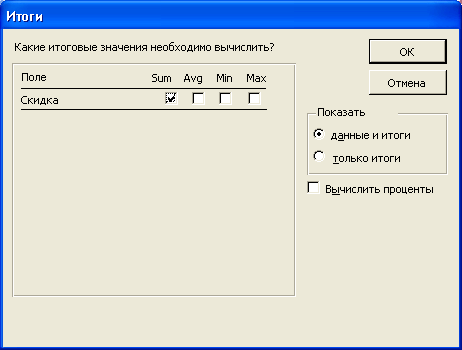 Итоги
Какие итоговые значения необходимо вычислить?
OK
Отмена
Поле Sum Avg Min Max
Скидка
Показать
данные и итоги
только итоги
Вычислить проценты